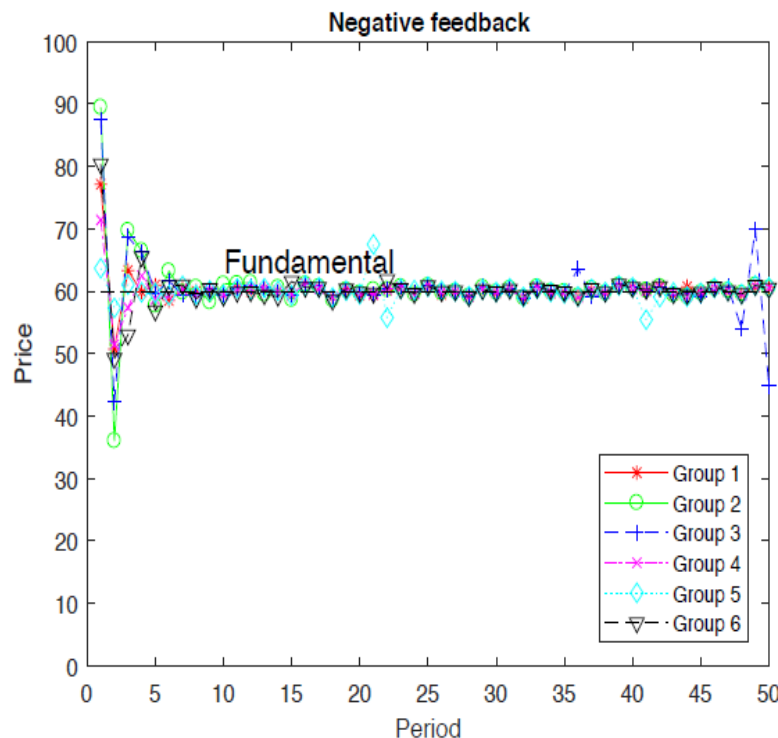 Negative feedback
100
90
80
70
60
50
40
30
20
10
0
Price
Fundamental
Group 1
Group 2
Group 3
Group 4
Group 5
Group 6
0 5 10 15 20 25 30 35 40 45 50
Period